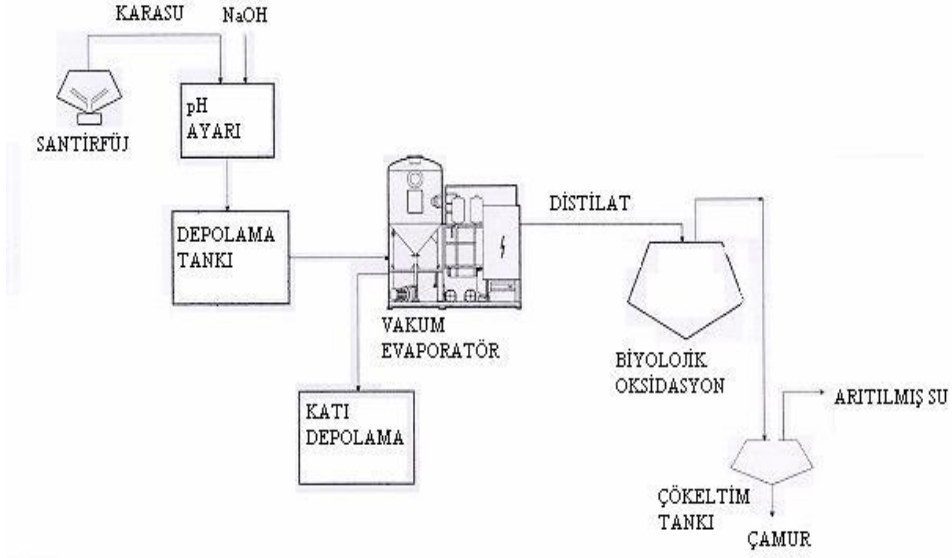 KARASU
NaOH
SANTİRFÜJ
pH
AYARI
DEPOLAMA
TANKI
VAKUM
EVAPORATÖR
KATI
DEPOLAMA
DİSTİLAT
BİYOLOJİK
OKSİDASYON
ARITILMIŞ SU
ÇÖKELTİM
TANKI
ÇAMUR